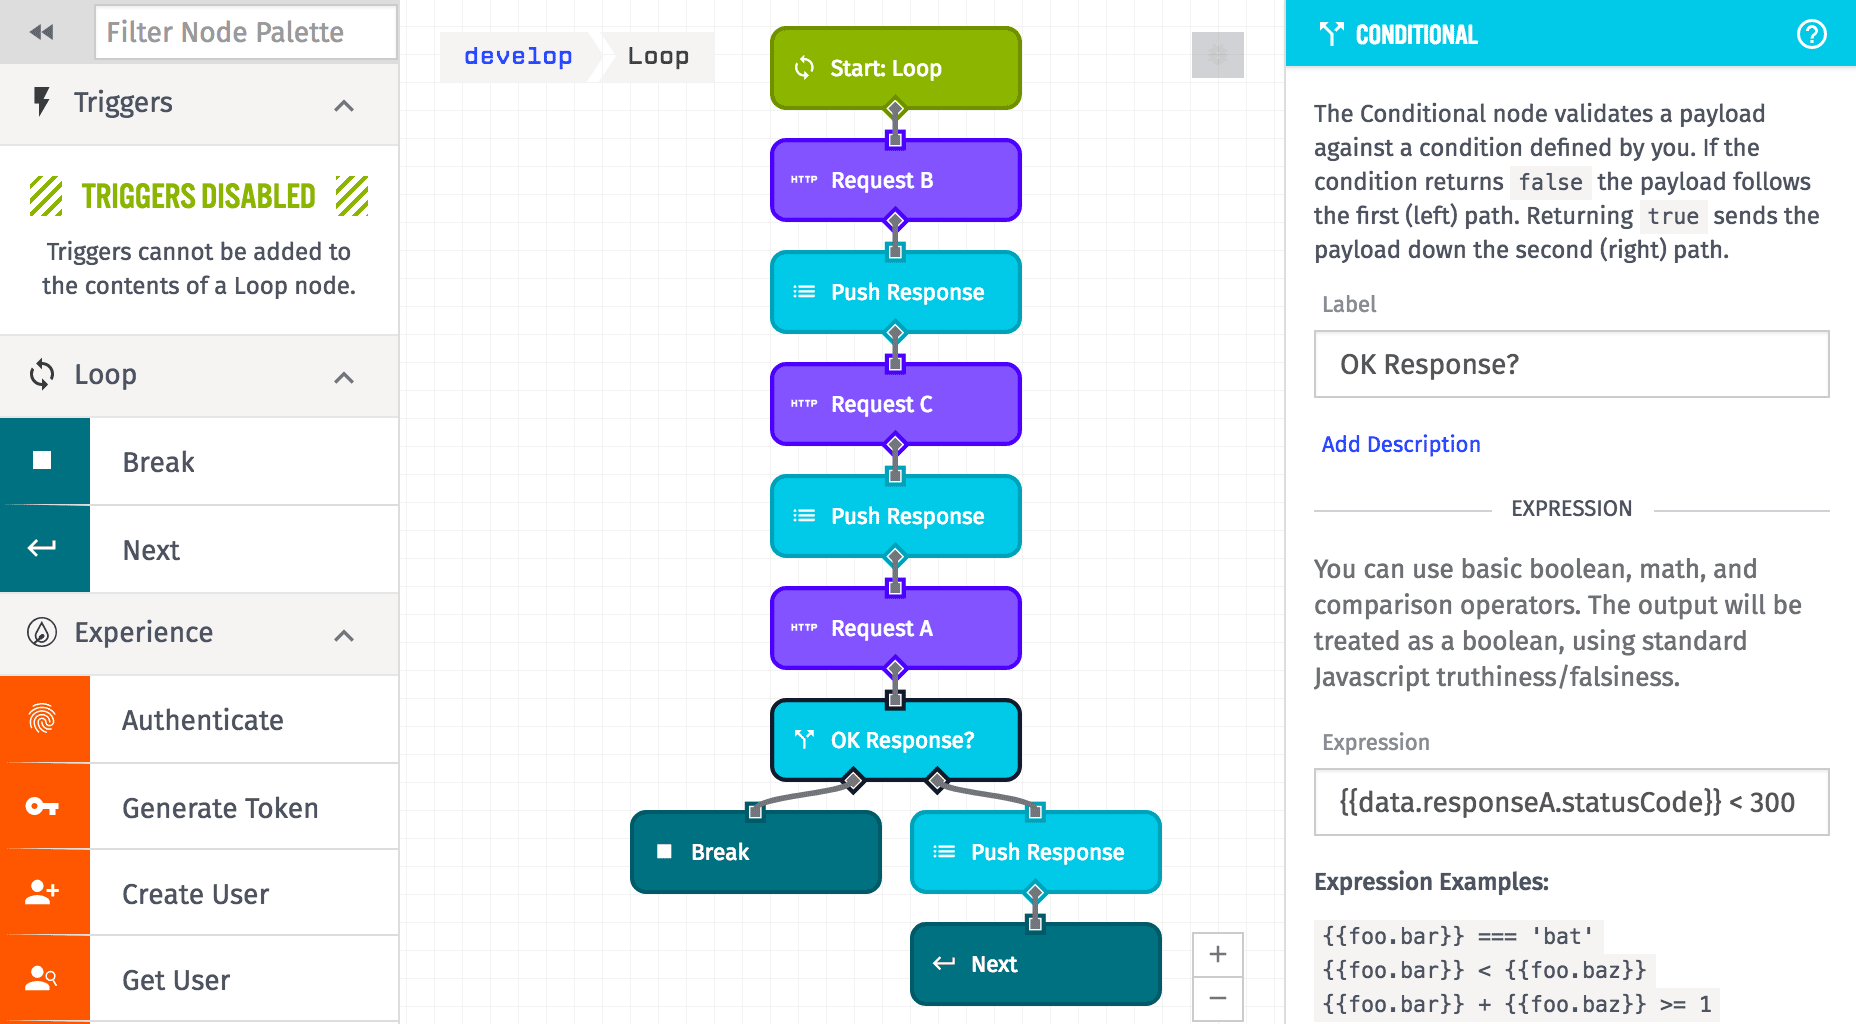 Filter Node Palette
Triggers
TRIGGERS DISABLED
Triggers cannot be added to
the contents of a Loop node.
Loop
Break
Next
Experience
Authenticate
Generate Token
Create User
Get User
develop
Loop
Start: Loop
HTTP Request B
Push Response
HTTP Request C
Push Response
HTTP Request A
OK Response?
Break
Push Response
Next
+
−
CONDITIONAL
?
The Conditional node validates a payload
against a condition defined by you. If the
condition returns false the payload follows
the first (left) path. Returning true sends the
payload down the second (right) path.
Label
OK Response?
Add Description
EXPRESSION
You can use basic boolean, math, and
comparison operators. The output will be
treated as a boolean, using standard
Javascript truthiness/falsiness.
Expression
{{data.responseA.statusCode}} < 300
Expression Examples:
{{foo.bar}} === 'bat'
{{foo.bar}} < {{foo.baz}}
{{foo.bar}} + {{foo.baz}} >= 1